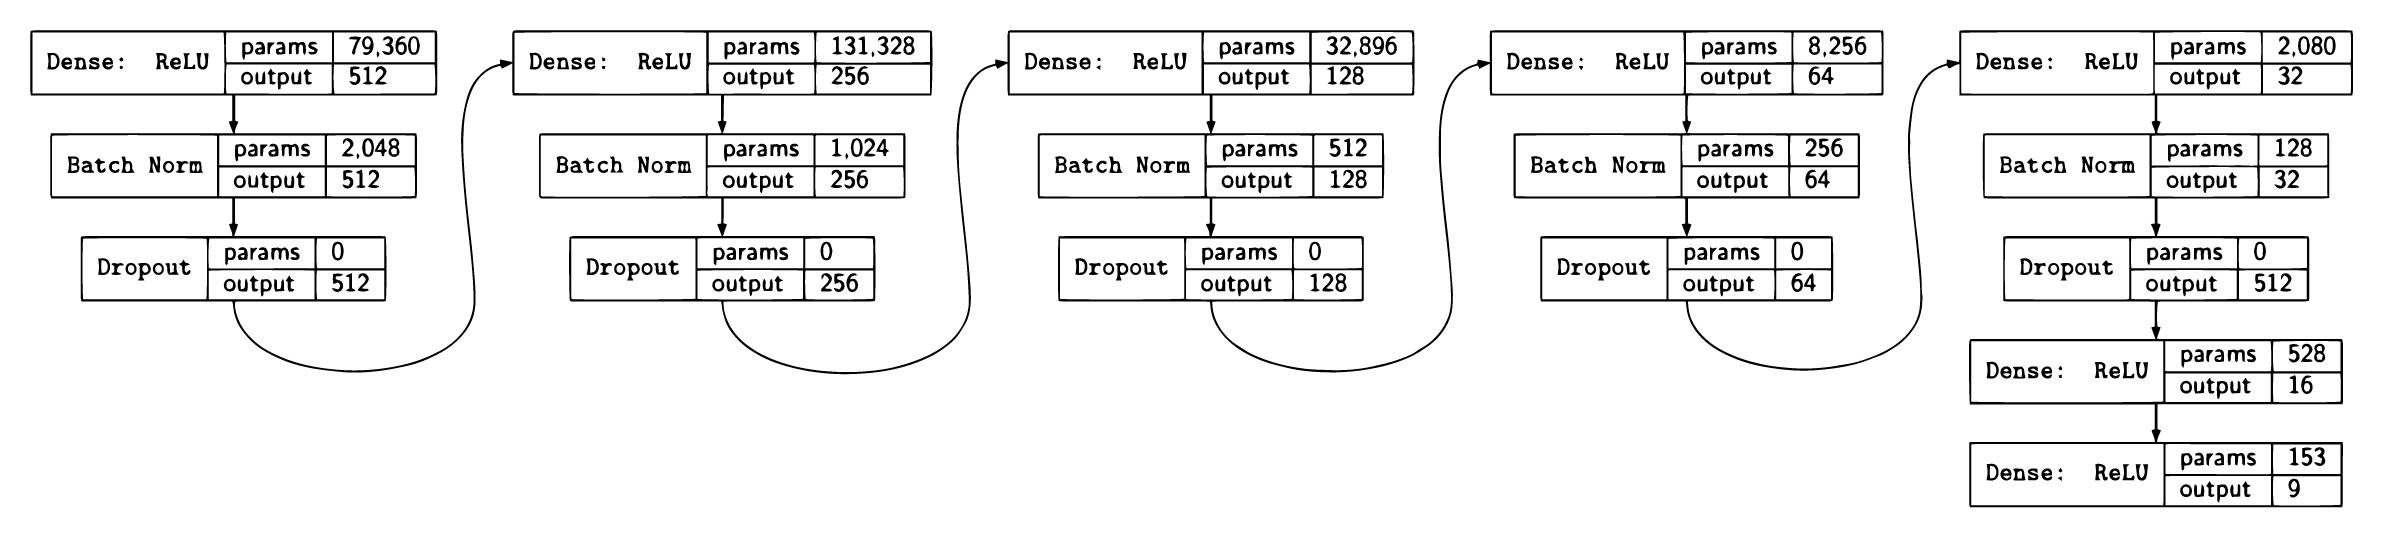 Dense: ReLU params 79,360
output 512
Batch Norm params 2,048
output 512
Dropout params 0
output 512
Dense: ReLU params 131,328
output 256
Batch Norm params 1,024
output 256
Dropout params 0
output 256
Dense: ReLU params 32,896
output 128
Batch Norm params 512
output 128
Dropout params 0
output 128
Dense: ReLU params 8,256
output 64
Batch Norm params 256
output 64
Dropout params 0
output 64
Dense: ReLU params 2,080
output 32
Batch Norm params 128
output 32
Dropout params 0
output 512
Dense: ReLU params 528
output 16
Dense: ReLU params 153
output 9